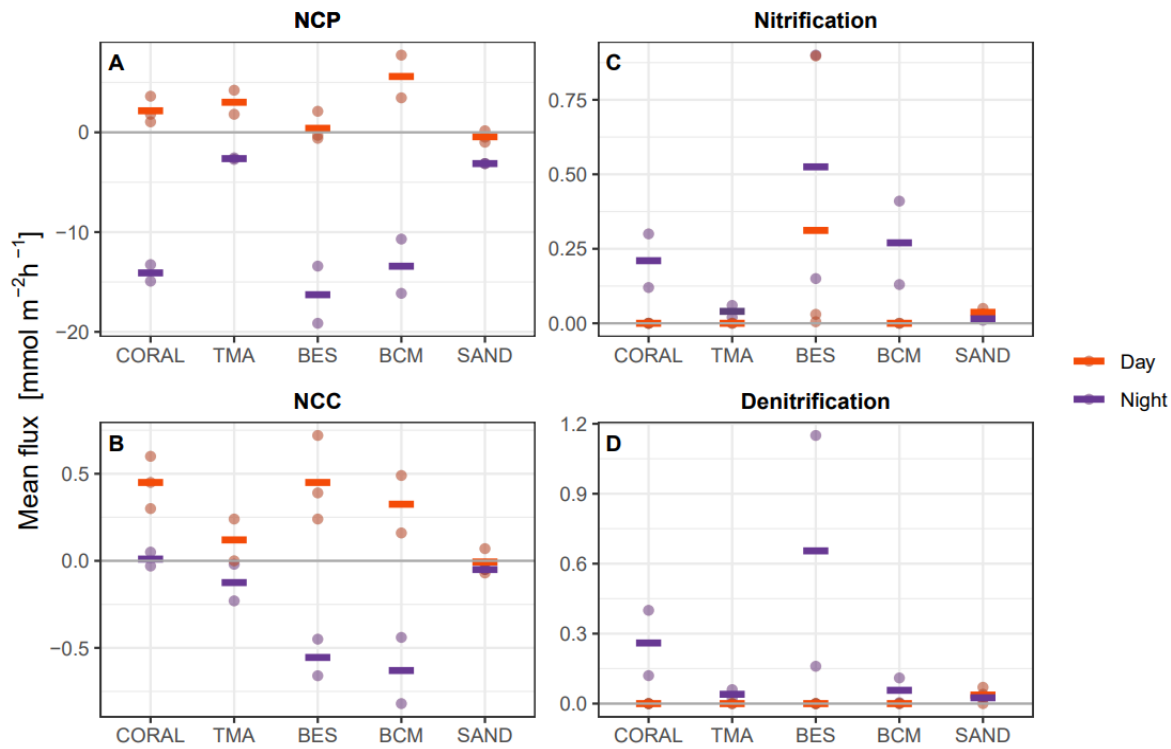 NCP
A
5
0
−10
−20
CORAL TMA BES BCM SAND
Nitrification
C
0.75
0.50
0.25
0.00
CORAL TMA BES BCM SAND
NCC
B
0.5
0.0
−0.5
CORAL TMA BES BCM SAND
Denitrification
D
1.2
0.9
0.6
0.3
0.0
CORAL TMA BES BCM SAND
Mean flux [mmol m⁻²h⁻¹]
Day
Night